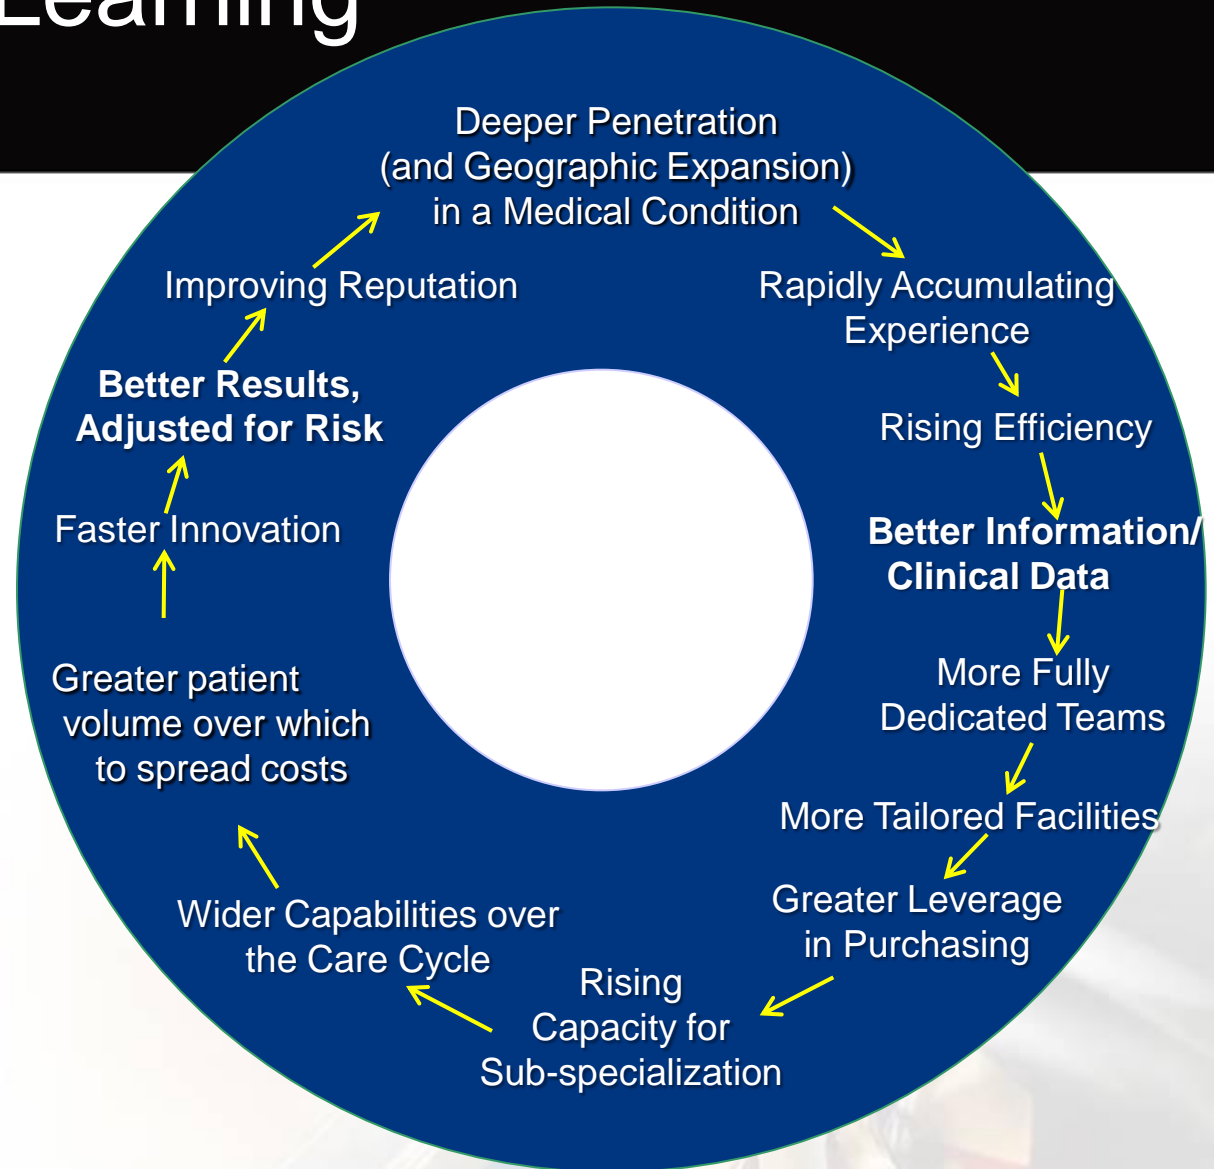 Learning
Deeper Penetration
(and Geographic Expansion)
in a Medical Condition
Rapidly Accumulating
Experience
Rising Efficiency
Better Information/
Clinical Data
More Fully
Dedicated Teams
More Tailored Facilities
Greater Leverage
in Purchasing
Rising
Capacity for
Sub-specialization
Wider Capabilities over
the Care Cycle
Greater patient
volume over which
to spread costs
Faster Innovation
Better Results,
Adjusted for Risk
Improving Reputation